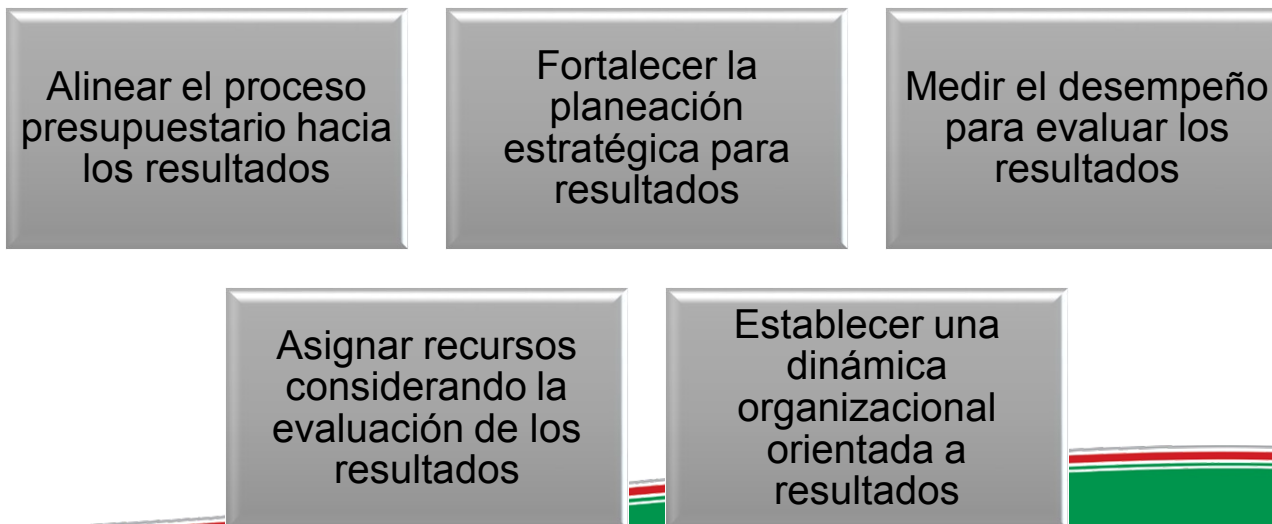 Alinear el proceso
presupuestario hacia
los resultados
Fortalecer la
planeación
estratégica para
resultados
Medir el desempeño
para evaluar los
resultados
Asignar recursos
considerando la
evaluación de los
resultados
Establecer una
dinámica
organizacional
orientada a
resultados